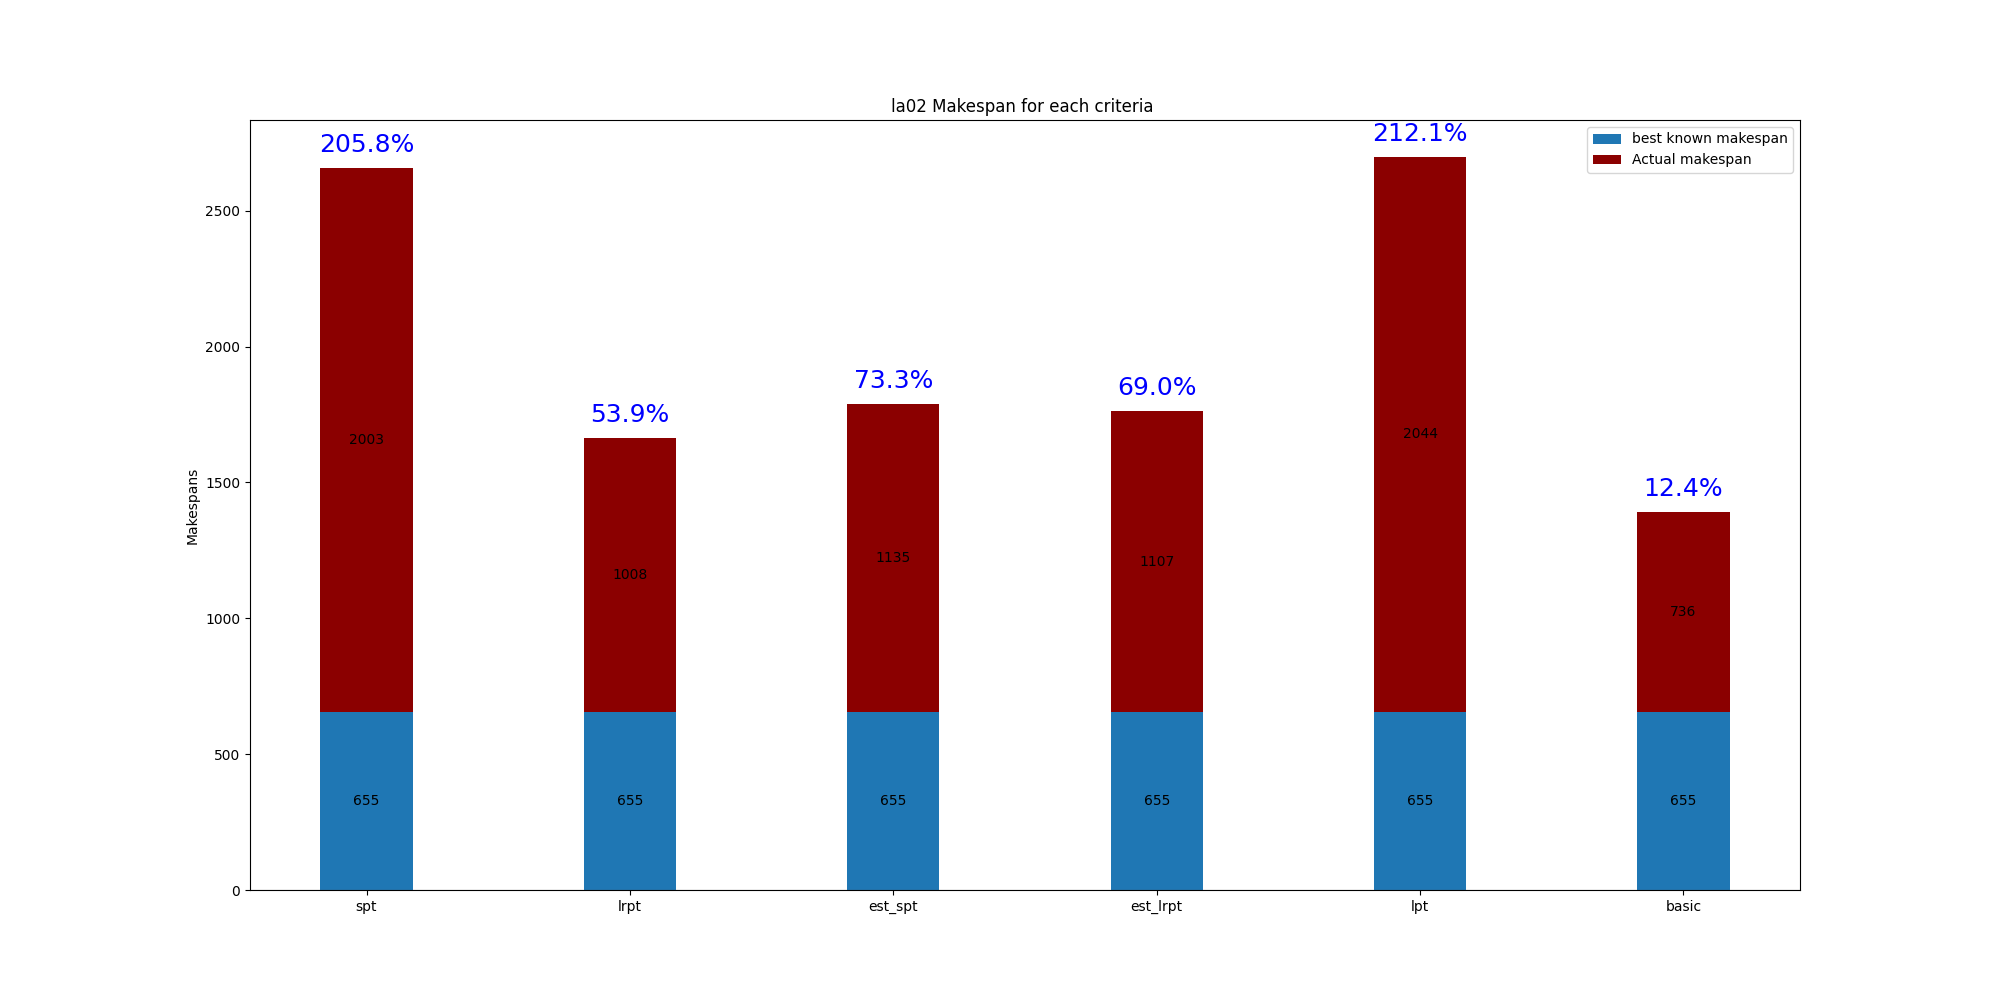 la02 Makespan for each criteria
205.8%
212.1%
best known makespan
Actual makespan
2500
2000
73.3%
69.0%
53.9%
2003
2044
Makespans
1500
12.4%
1135
1107
1008
1000
736
500
655
655
655
655
655
655
0
spt
lrpt
est_spt
est_lrpt
lpt
basic